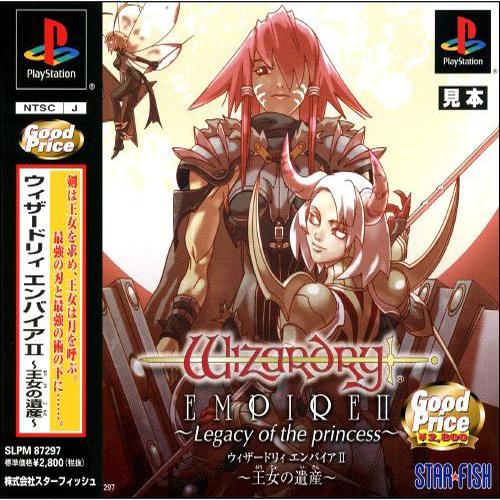 PlayStation
NTSC J
Good
Price
剣は王女を求め、王女は月を呼ぶ。
最強の刃と最強の術の下に……。
ウィザードリィ エンパイアII ～王女の遺産～
SLPM 87297
標準価格¥2,800(税抜)
株式会社スターフィッシュ
PlayStation
PlayStation
見本
Wizardry®
EMPIRE II
～Legacy of the princess～
ウィザードリィ エンパイアII
～王女の遺産～
Good
Price
¥2,800
STAR・FISH
297